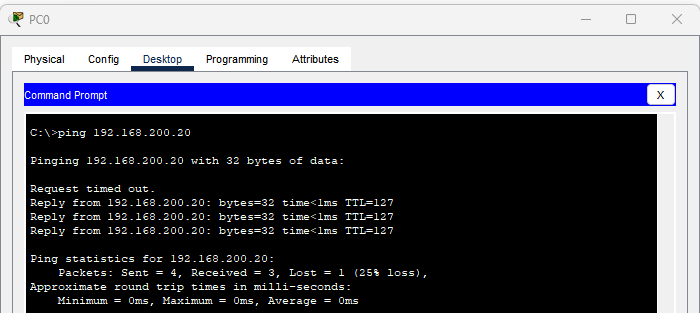 PC0
Physical Config Desktop Programming Attributes
Command Prompt X
C:\>ping 192.168.200.20
Pinging 192.168.200.20 with 32 bytes of data:
Request timed out.
Reply from 192.168.200.20: bytes=32 time<1ms TTL=127
Reply from 192.168.200.20: bytes=32 time<1ms TTL=127
Reply from 192.168.200.20: bytes=32 time<1ms TTL=127
Ping statistics for 192.168.200.20:
Packets: Sent = 4, Received = 3, Lost = 1 (25% loss),
Approximate round trip times in milli-seconds:
Minimum = 0ms, Maximum = 0ms, Average = 0ms